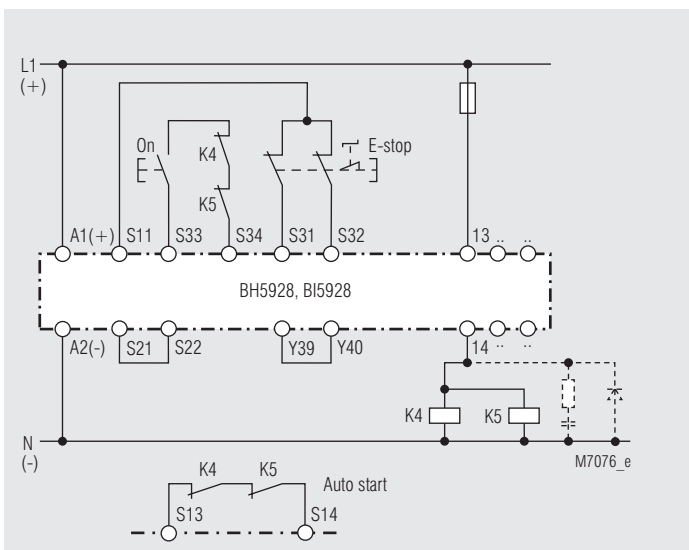 L1
(+)
On
K4
K5
E-stop
A1(+) S11 S33 S34 S31 S32 13 .. ..
BH5928, BI5928
A2(-) S21 S22 Y39 Y40 14 .. ..
K4 K5
N
(-)
M7076_e
K4 K5 Auto start
S13 S14